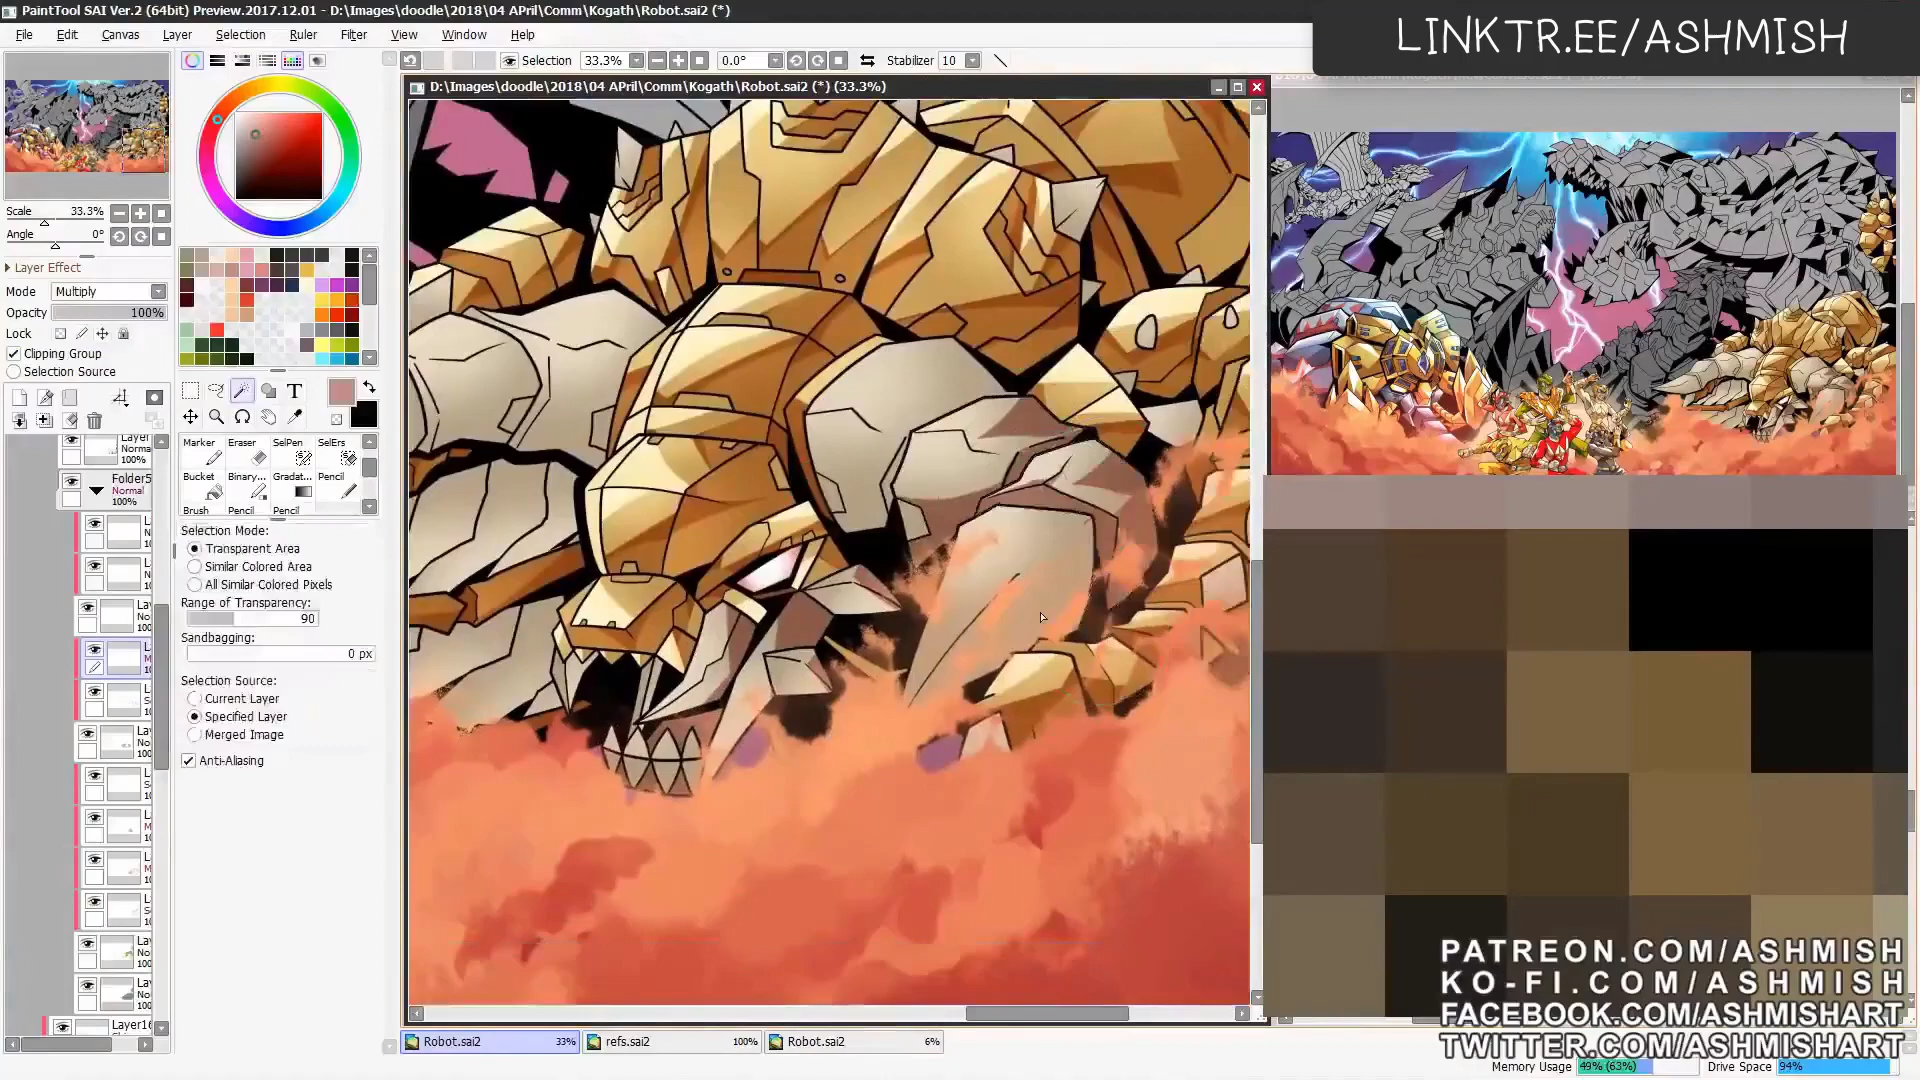 PaintTool SAI Ver.2 (64bit) Preview.2017.12.01 - D:\Images\doodle\2018\04 APril\Comm\Kogath\Robot.sai2 (*)
LINKTR.EE/ASHMISH
File Edit Canvas Layer Selection Ruler Filter View Window Help
Selection 33.3% 0.0° Stabilizer 10
D:\Images\doodle\2018\04 APril\Comm\Kogath\Robot.sai2 (*) (33.3%)
Scale 33.3%
Angle 0°
Layer Effect
Mode Multiply
Opacity 100%
Lock
Clipping Group
Selection Source
T
Marker Eraser SelPen SelErs
Bucket Binary... Gradat... Pencil
Brush Pencil Pencil
Layer
Norma
100%
Folder5
Normal
100%
Layer16
Selection Mode:
Transparent Area
Similar Colored Area
All Similar Colored Pixels
Range of Transparency:
90
Sandbagging:
0 px
Selection Source:
Current Layer
Specified Layer
Merged Image
Anti-Aliasing
PATREON.COM/ASHMISH
KO-FI.COM/ASHMISH
FACEBOOK.COM/ASHMISHART
TWITTER.COM/ASHMISHART
Robot.sai2 33% refs.sai2 100% Robot.sai2 6%
Memory Usage 49% (63%) Drive Space 94%